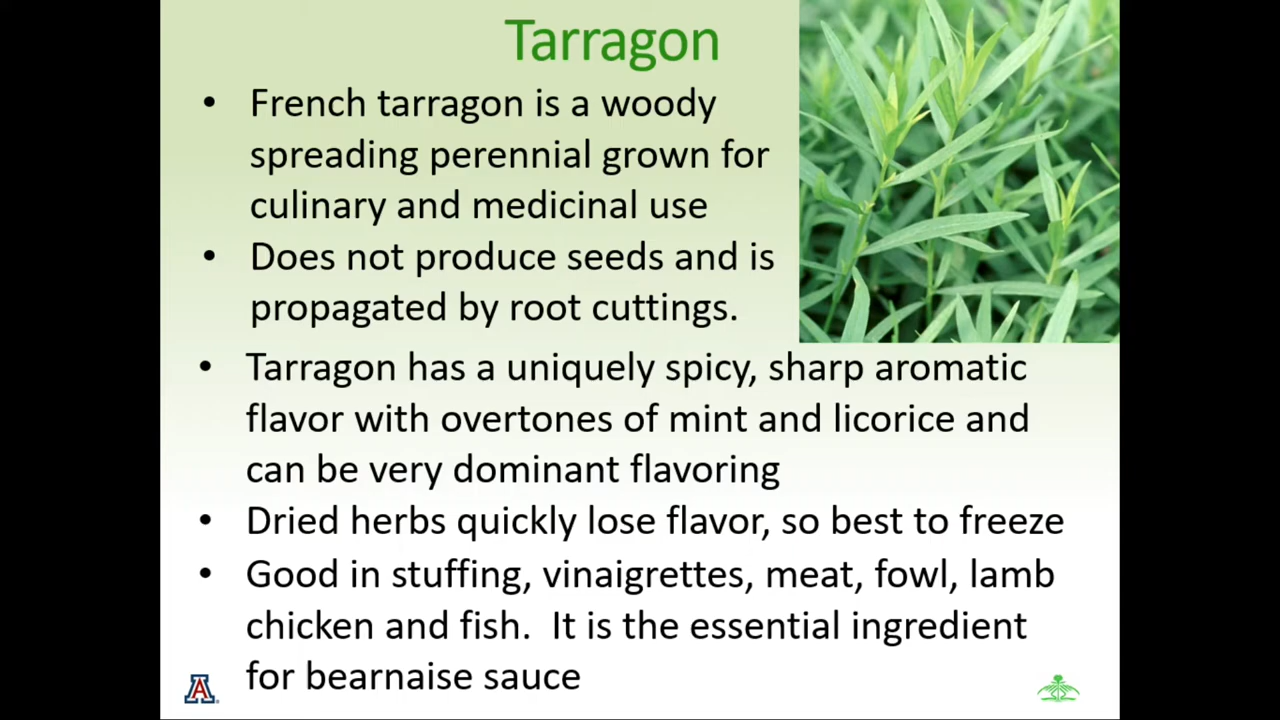 Tarragon
• French tarragon is a woody
spreading perennial grown for
culinary and medicinal use
• Does not produce seeds and is
propagated by root cuttings.
• Tarragon has a uniquely spicy, sharp aromatic
flavor with overtones of mint and licorice and
can be very dominant flavoring
• Dried herbs quickly lose flavor, so best to freeze
• Good in stuffing, vinaigrettes, meat, fowl, lamb
chicken and fish.  It is the essential ingredient
for bearnaise sauce
A